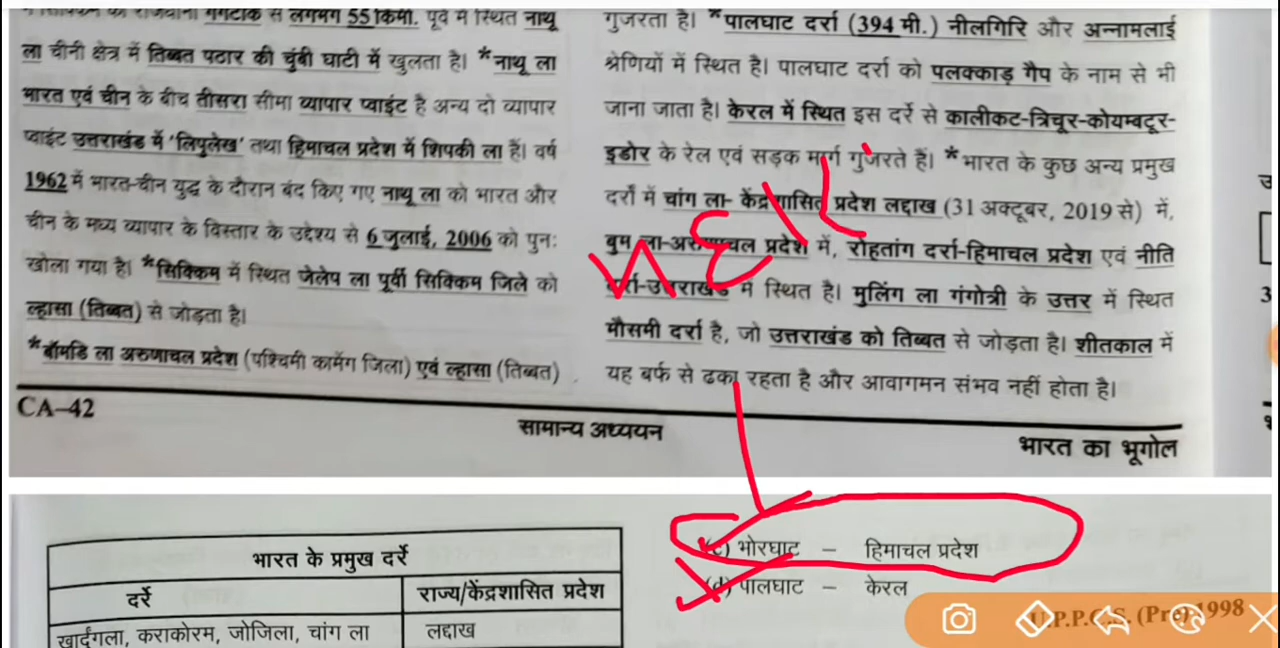 गंगटोक से लगभग 55 किमी. पूर्व में स्थित नाथू
ला चीनी क्षेत्र में तिब्बत पठार की चुंबी घाटी में खुलता है। *नाथू ला
भारत एवं चीन के बीच तीसरा सीमा व्यापार प्वाइंट है अन्य दो व्यापार
प्वाइंट उत्तराखंड में 'लिपुलेख' तथा हिमाचल प्रदेश में शिपकी ला हैं। वर्ष
1962 में भारत-चीन युद्ध के दौरान बंद किए गए नाथू ला को भारत और
चीन के मध्य व्यापार के विस्तार के उद्देश्य से 6 जुलाई, 2006 को पुनः
खोला गया है। *सिक्किम में स्थित जेलेप ला पूर्वी सिक्किम जिले को
ल्हासा (तिब्बत) से जोड़ता है।
*बोमडि ला अरुणाचल प्रदेश (पश्चिमी कामेंग जिला) एवं ल्हासा (तिब्बत)
गुजरता है। *पालघाट दर्रा (394 मी.) नीलगिरि और अन्नामलाई
श्रेणियों में स्थित है। पालघाट दर्रा को पलक्काड़ गैप के नाम से भी
जाना जाता है। केरल में स्थित इस दर्रे से कालीकट-त्रिचूर-कोयम्बटूर-
इडोर के रेल एवं सड़क मार्ग गुजरते हैं। *भारत के कुछ अन्य प्रमुख
दर्रों में चांग ला- केंद्रशासित प्रदेश लद्दाख (31 अक्टूबर, 2019 से) में,
बुम ला-अरुणाचल प्रदेश में, रोहतांग दर्रा-हिमाचल प्रदेश एवं नीति
दर्रा-उत्तराखंड में स्थित है। मुलिंग ला गंगोत्री के उत्तर में स्थित
मौसमी दर्रा है, जो उत्तराखंड को तिब्बत से जोड़ता है। शीतकाल में
यह बर्फ से ढका रहता है और आवागमन संभव नहीं होता है।
CA-42
सामान्य अध्ययन
भारत का भूगोल
भारत के प्रमुख दर्रे
दर्रे राज्य/केंद्रशासित प्रदेश
खार्दुंगला, कराकोरम, जोजिला, चांग ला लद्दाख
(c) भोरघाट – हिमाचल प्रदेश
(d) पालघाट – केरल
U.P.P.C.S. (Pre) 1998